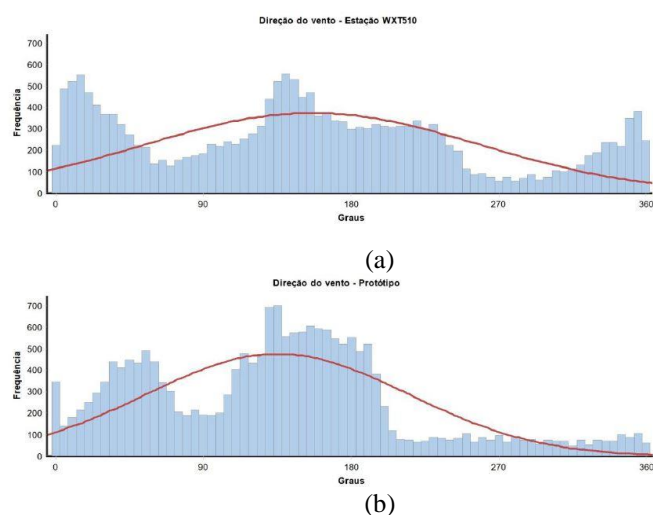 Direção do vento - Estação WXT510
700
600
500
400
300
200
100
0
Frequência
0 90 180 270 360
Graus
(a)
Direção do vento - Protótipo
700
600
500
400
300
200
100
0
Frequência
0 90 180 270 360
Graus
(b)